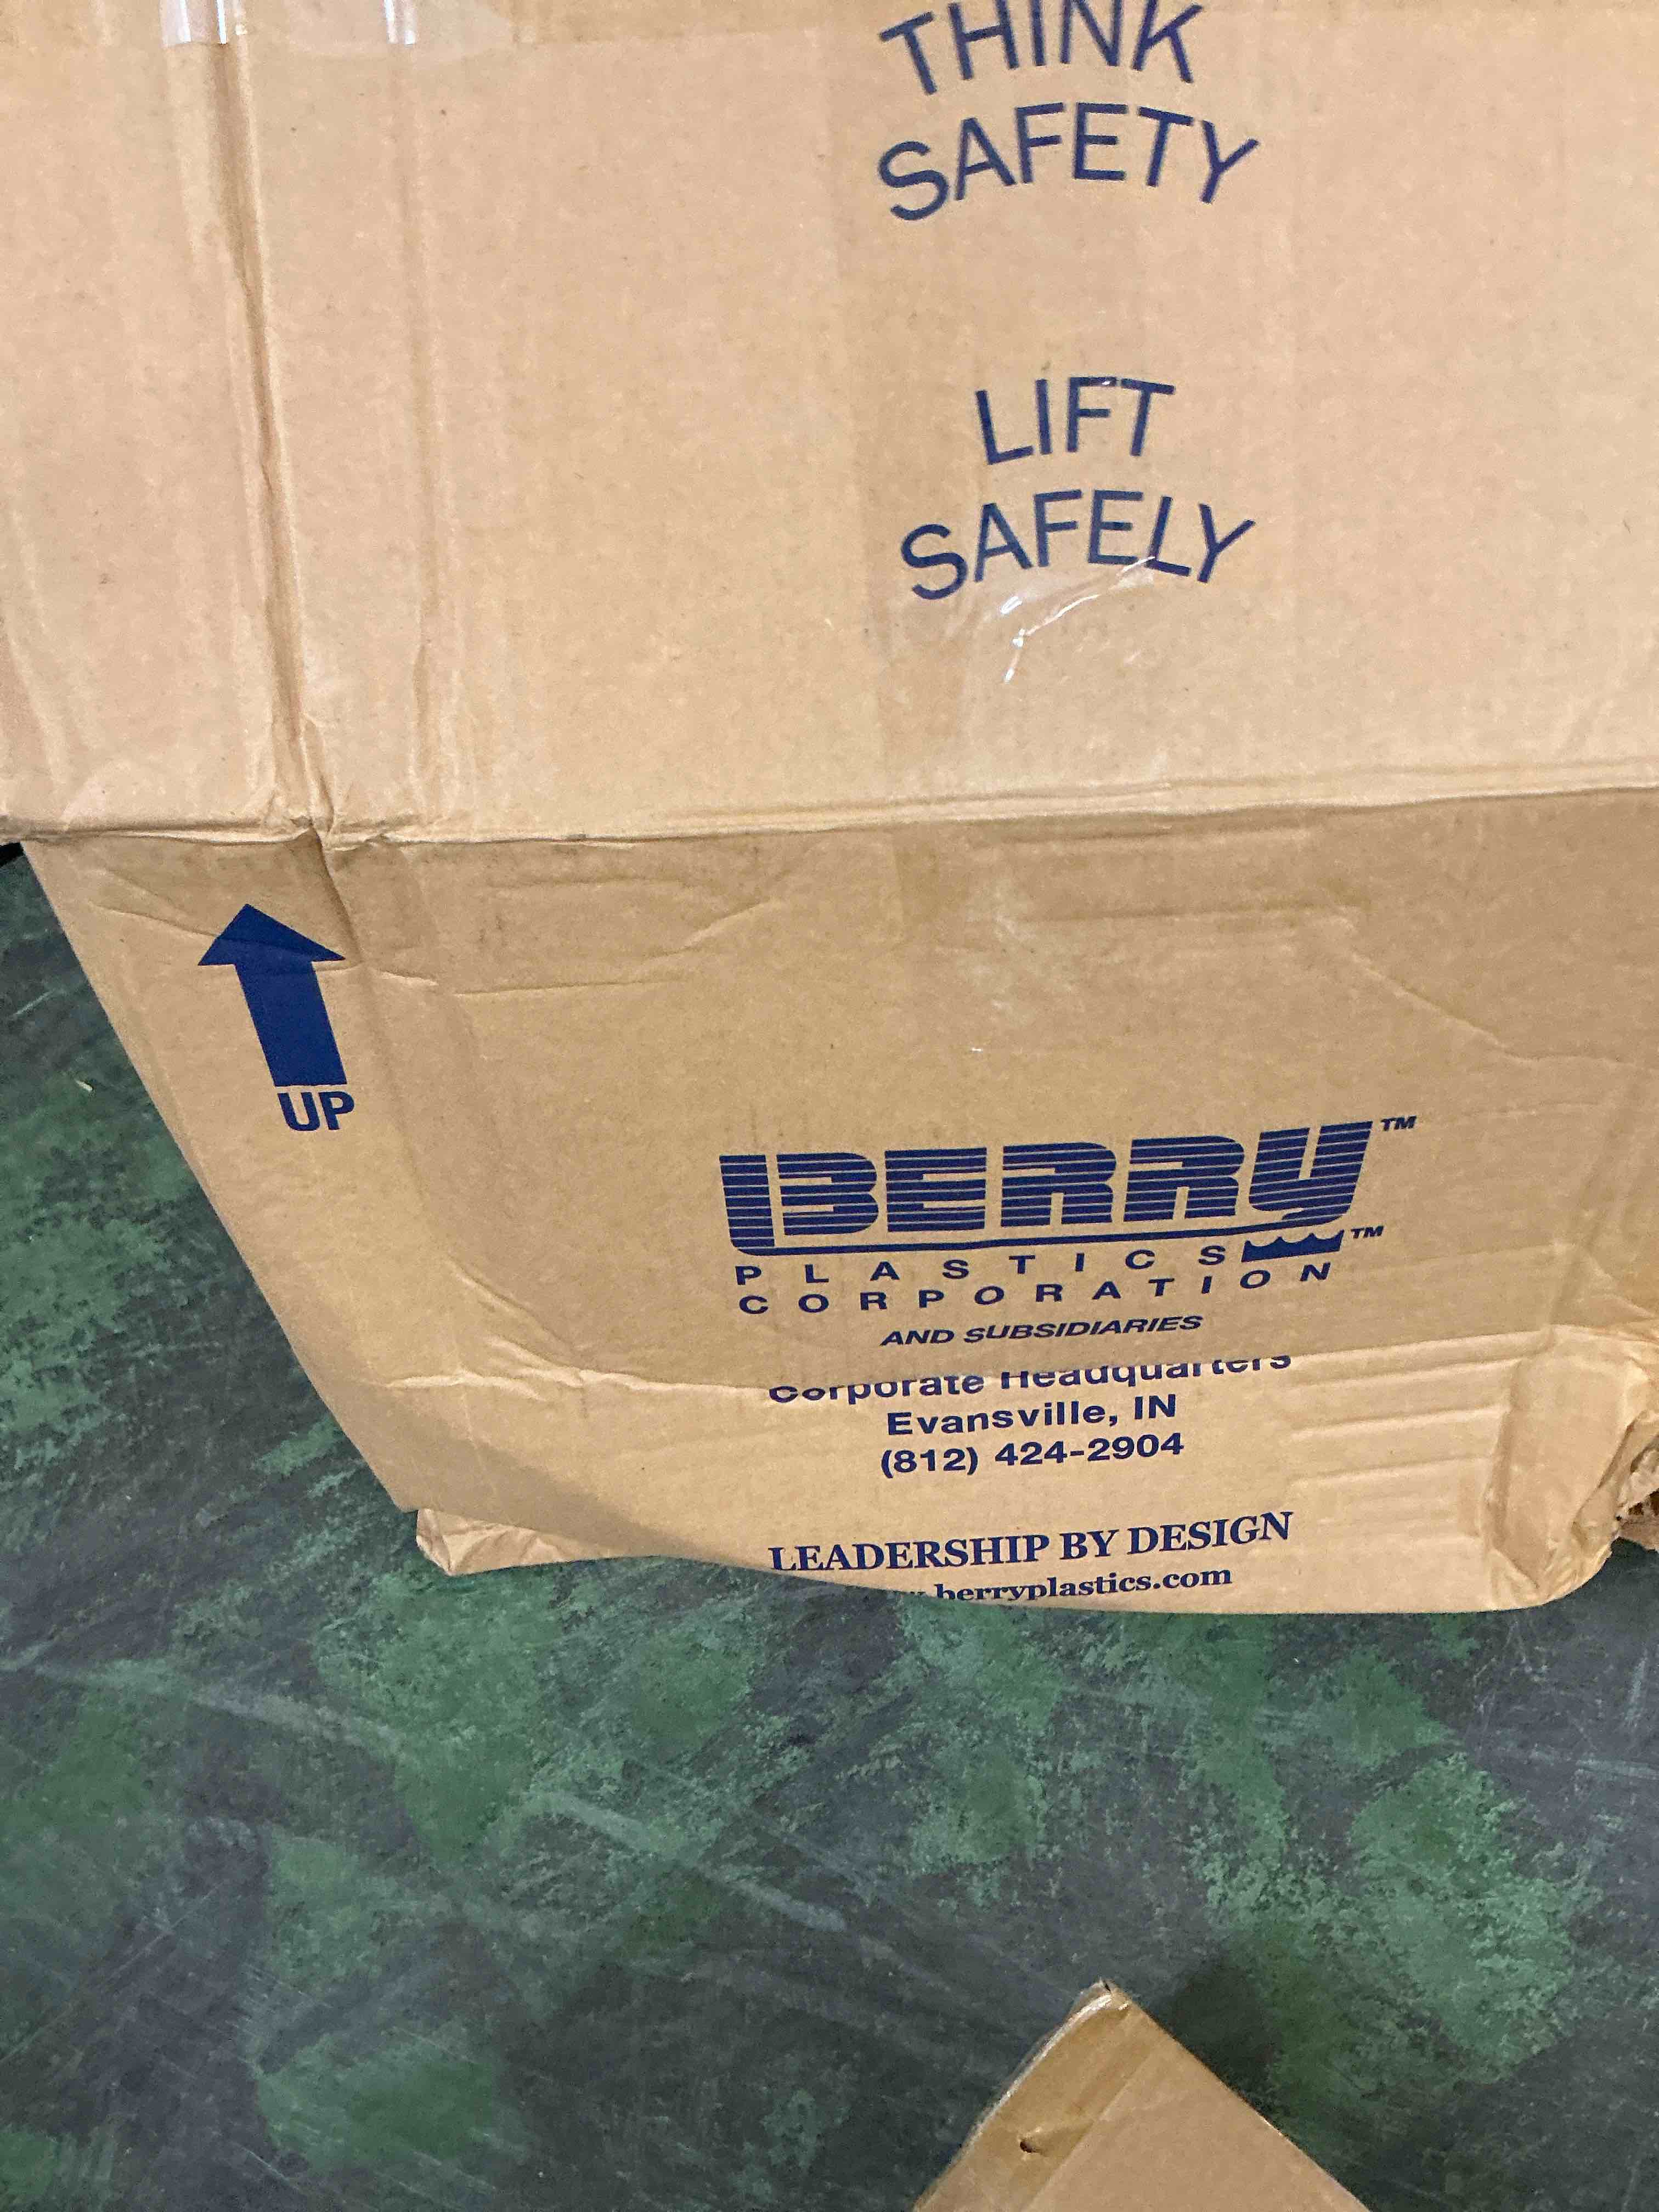 THINK
SAFETY
LIFT
SAFELY
UP
BERRY™
PLASTICS™
CORPORATION
AND SUBSIDIARIES
Corporate Headquarters
Evansville, IN
(812) 424-2904
LEADERSHIP BY DESIGN
berryplastics.com